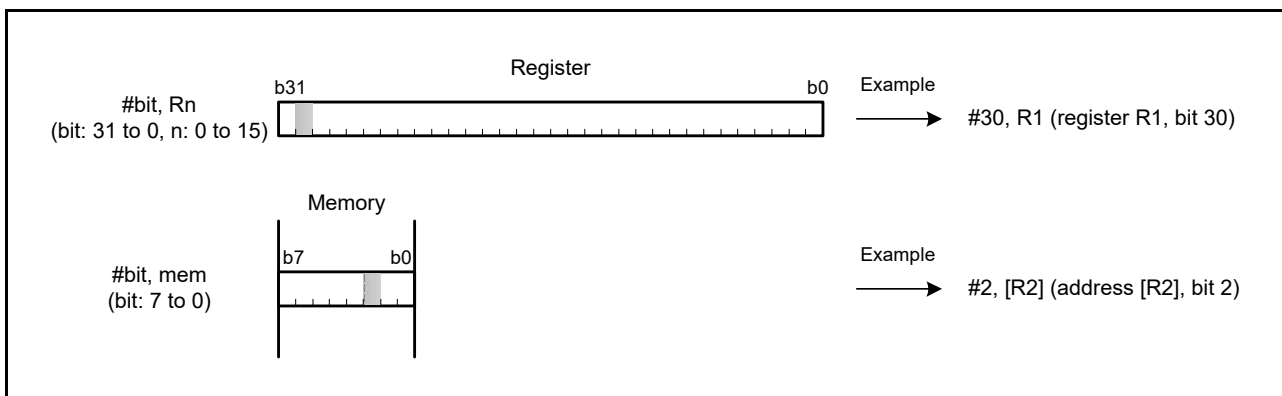 Register
b31 b0
#bit, Rn
(bit: 31 to 0, n: 0 to 15)
Example
#30, R1 (register R1, bit 30)
Memory
b7 b0
#bit, mem
(bit: 7 to 0)
Example
#2, [R2] (address [R2], bit 2)